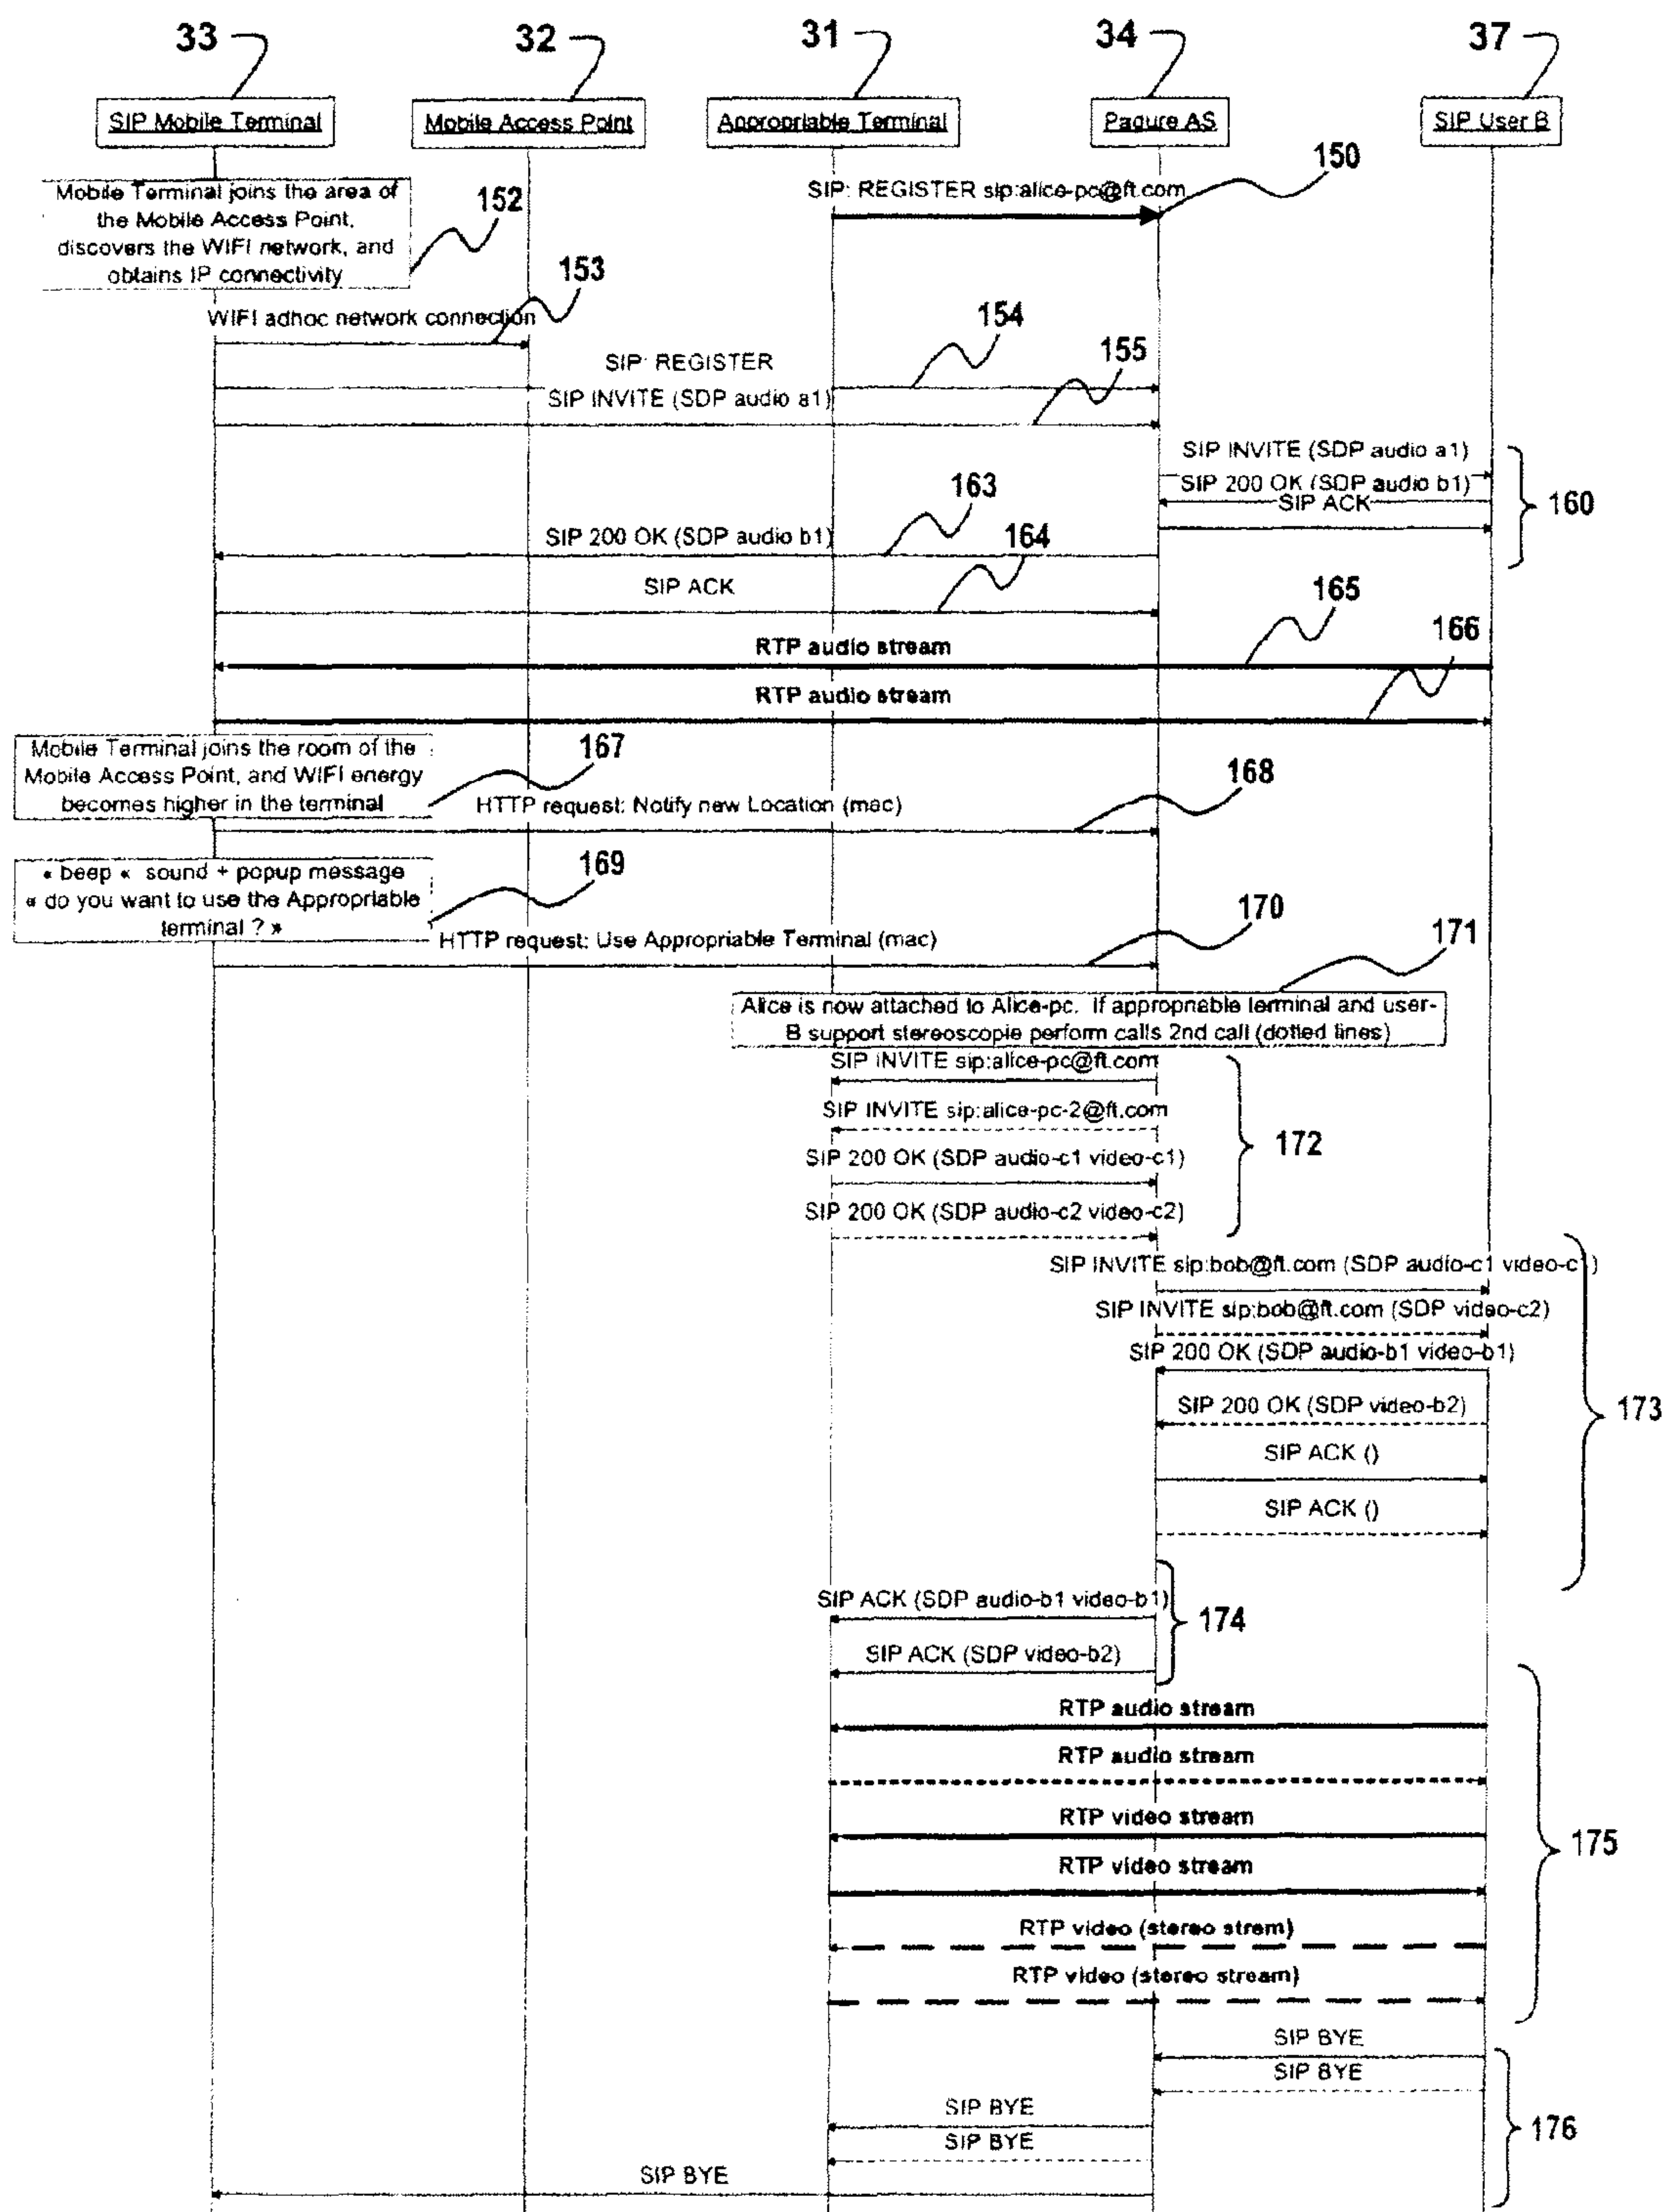 33
32
31
34
37
SIP Mobile Terminal
Mobile Access Point
Appropriable Terminal
Pagure AS
SIP User B
150
SIP: REGISTER sip:alice-pc@ft.com
Mobile Terminal joins the area of
the Mobile Access Point,
discovers the WIFI network, and
obtains IP connectivity
152
153
WIFI adhoc network connection
154
SIP: REGISTER
155
SIP INVITE (SDP audio a1)
SIP INVITE (SDP audio a1)
SIP 200 OK (SDP audio b1)
SIP ACK
160
163
SIP 200 OK (SDP audio b1)
164
SIP ACK
165
RTP audio stream
166
RTP audio stream
Mobile Terminal joins the room of the
Mobile Access Point, and WIFI energy
becomes higher in the terminal
167
168
HTTP request: Notify new Location (mac)
« beep « sound + popup message
« do you want to use the Appropriable
terminal ? »
169
170
HTTP request: Use Appropriable Terminal (mac)
171
Alice is now attached to Alice-pc. If appropriable terminal and user-
B support stereoscopie perform calls 2nd call (dotted lines)
SIP INVITE sip:alice-pc@ft.com
SIP INVITE sip:alice-pc-2@ft.com
SIP 200 OK (SDP audio-c1 video-c1)
SIP 200 OK (SDP audio-c2 video-c2)
172
SIP INVITE sip:bob@ft.com (SDP audio-c1 video-c1)
SIP INVITE sip:bob@ft.com (SDP video-c2)
SIP 200 OK (SDP audio-b1 video-b1)
SIP 200 OK (SDP video-b2)
SIP ACK ()
SIP ACK ()
173
SIP ACK (SDP audio-b1 video-b1)
SIP ACK (SDP video-b2)
174
RTP audio stream
RTP audio stream
RTP video stream
RTP video stream
RTP video (stereo strem)
RTP video (stereo stream)
175
SIP BYE
SIP BYE
SIP BYE
SIP BYE
SIP BYE
176